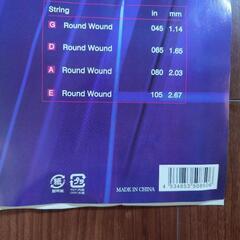 String in mm
G Round Wound 045 1.14
D Round Wound 065 1.65
A Round Wound 080 2.03
E Round Wound 105 2.67
MADE IN CHINA